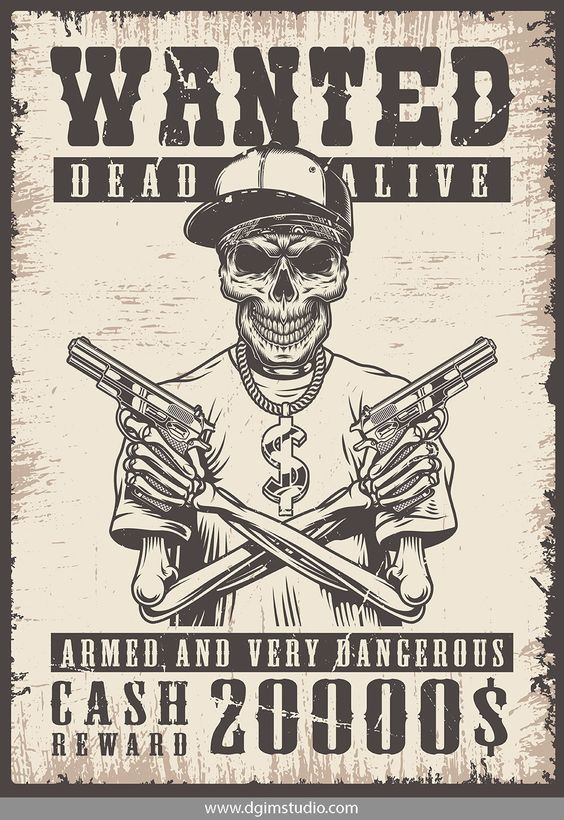 WANTED
DEAD ALIVE
$
ARMED AND VERY DANGEROUS
CASH REWARD 20000$
www.dgimstudio.com